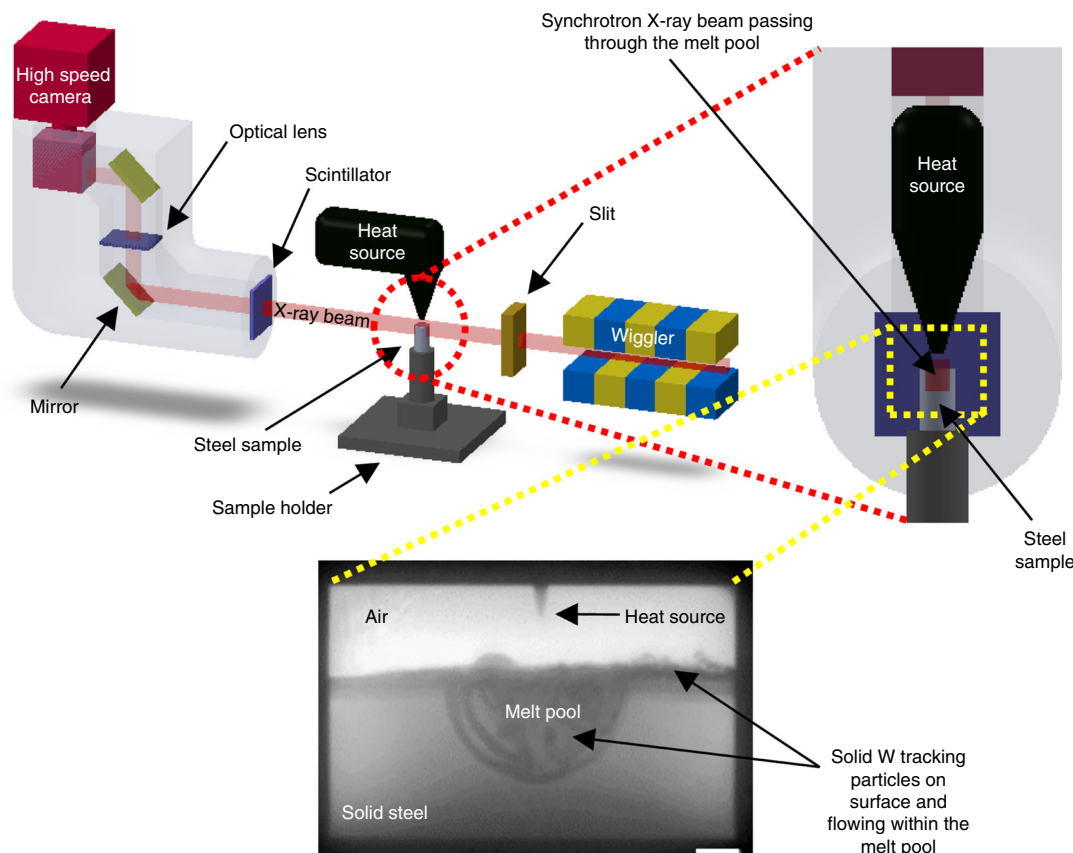 Synchrotron X-ray beam passing
through the melt pool
High speed
camera
Optical lens
Scintillator
Heat
source
Slit
Heat
source
X-ray beam
Wiggler
Mirror
Steel sample
Sample holder
Steel
sample
Air
Heat source
Melt pool
Solid steel
Solid W tracking
particles on
surface and
flowing within the
melt pool